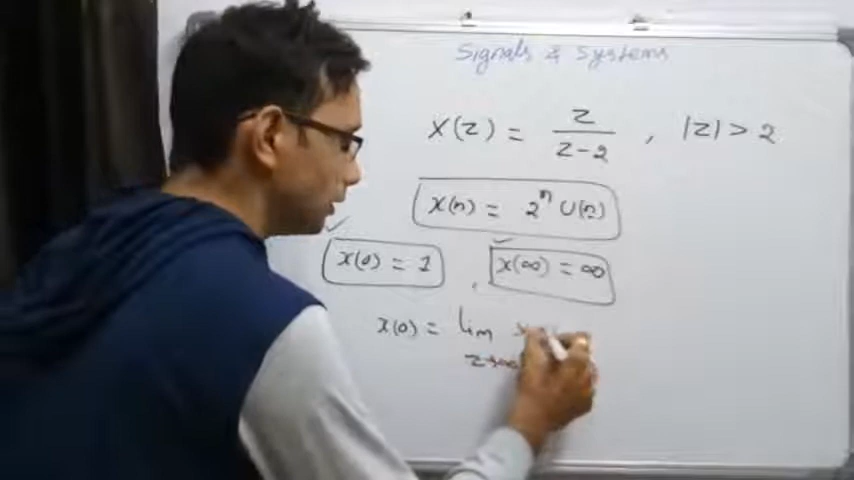 Signals & Systems
X(z) = z / z-2 , |z| > 2
x(n) = 2^n u(n)
x(0) = 1 , x(∞) = ∞
x(0) = lim z→∞ x